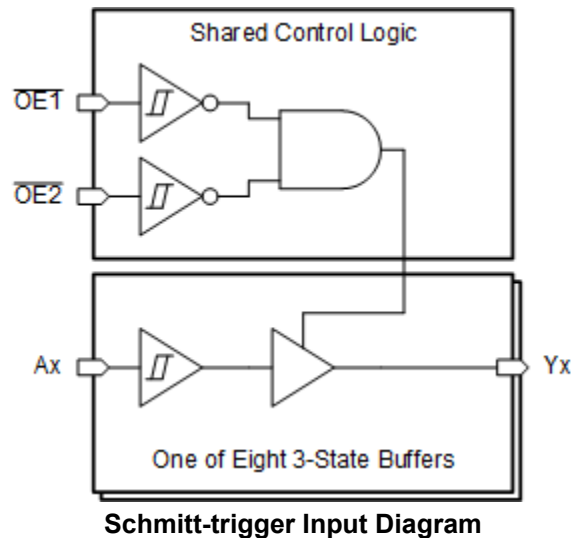 Shared Control Logic
OE1
OE2
Ax
Yx
One of Eight 3-State Buffers
Schmitt-trigger Input Diagram